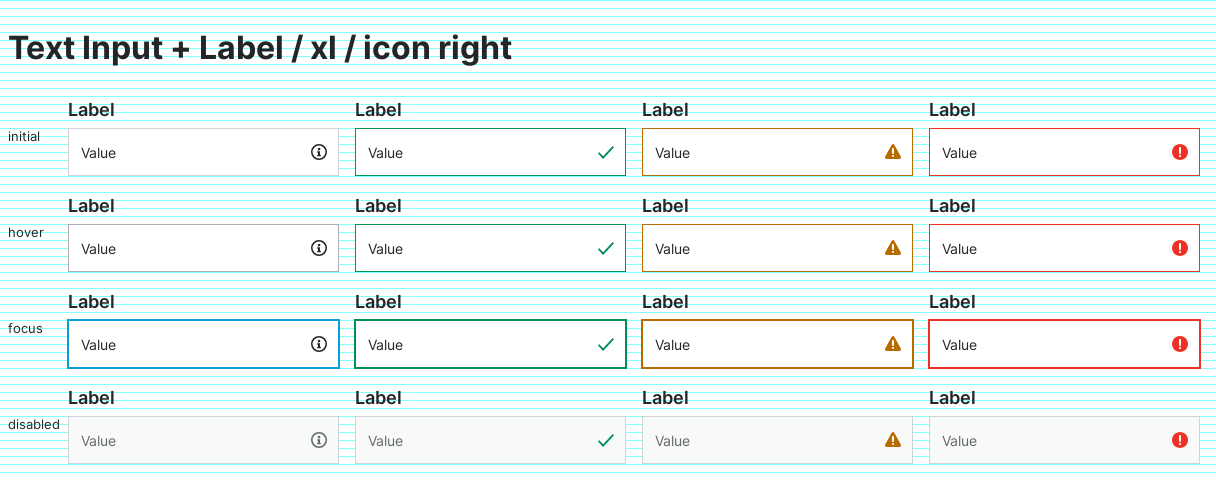 Text Input + Label / xl / icon right
Label Label Label Label
initial
Value Value Value Value
Label Label Label Label
hover
Value Value Value Value
Label Label Label Label
focus
Value Value Value Value
Label Label Label Label
disabled
Value Value Value Value